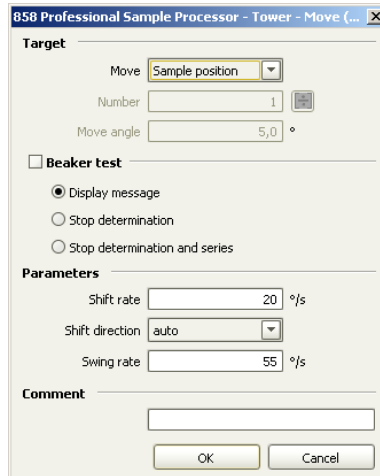 858 Professional Sample Processor - Tower - Move (... X
Target
Move Sample position
Number 1
Move angle 5,0 °
Beaker test
Display message
Stop determination
Stop determination and series
Parameters
Shift rate 20 °/s
Shift direction auto
Swing rate 55 °/s
Comment
OK Cancel